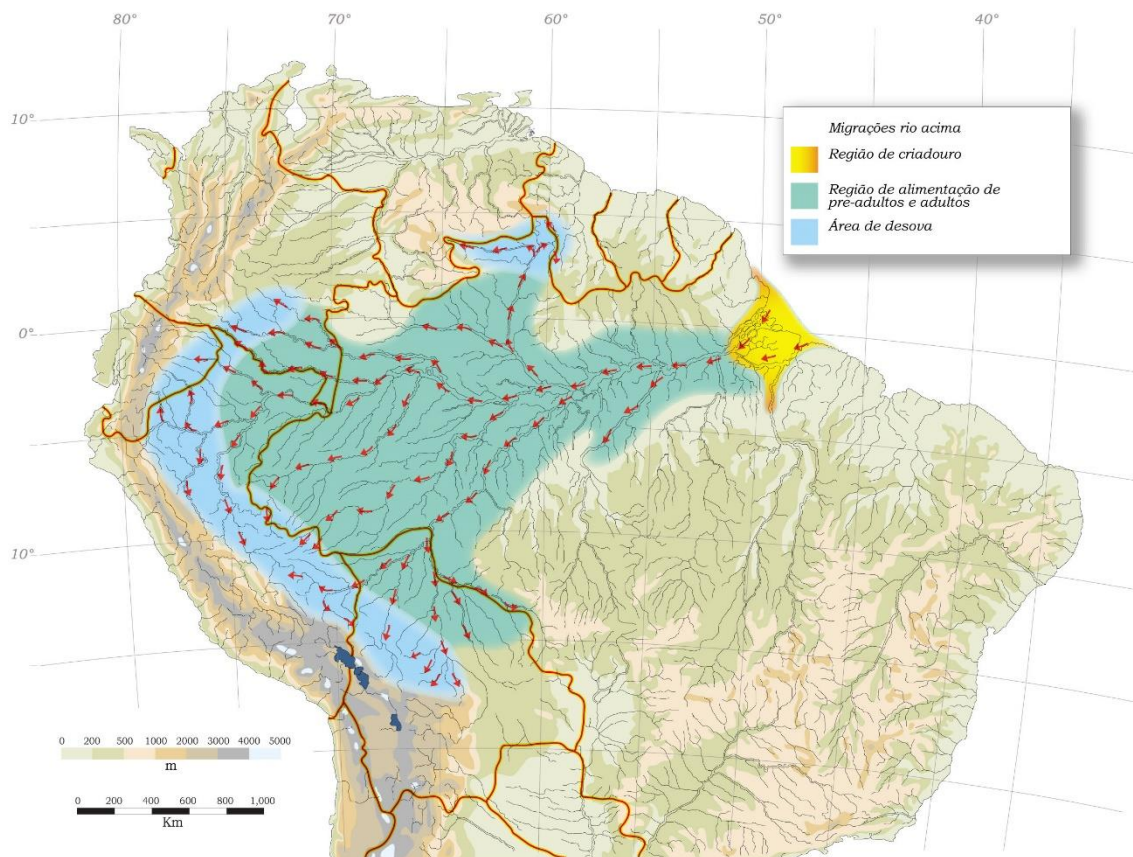 80°
70°
60°
50°
40°
10°
0°
10°
Migrações rio acima
Região de criadouro
Região de alimentação de
pre-adultos e adultos
Área de desova
0 200 500 1000 2000 3000 4000 5000
m
0 200 400 600 800 1,000
Km